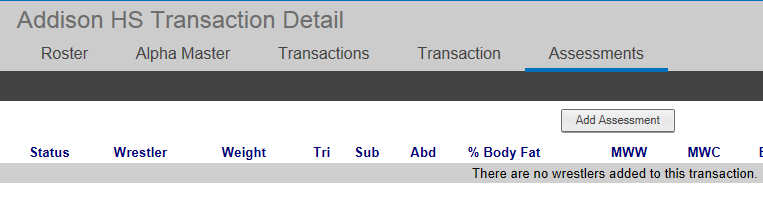 Addison HS Transaction Detail
Roster Alpha Master Transactions Transaction Assessments
Add Assessment
Status Wrestler Weight Tri Sub Abd % Body Fat MWW MWC
There are no wrestlers added to this transaction.